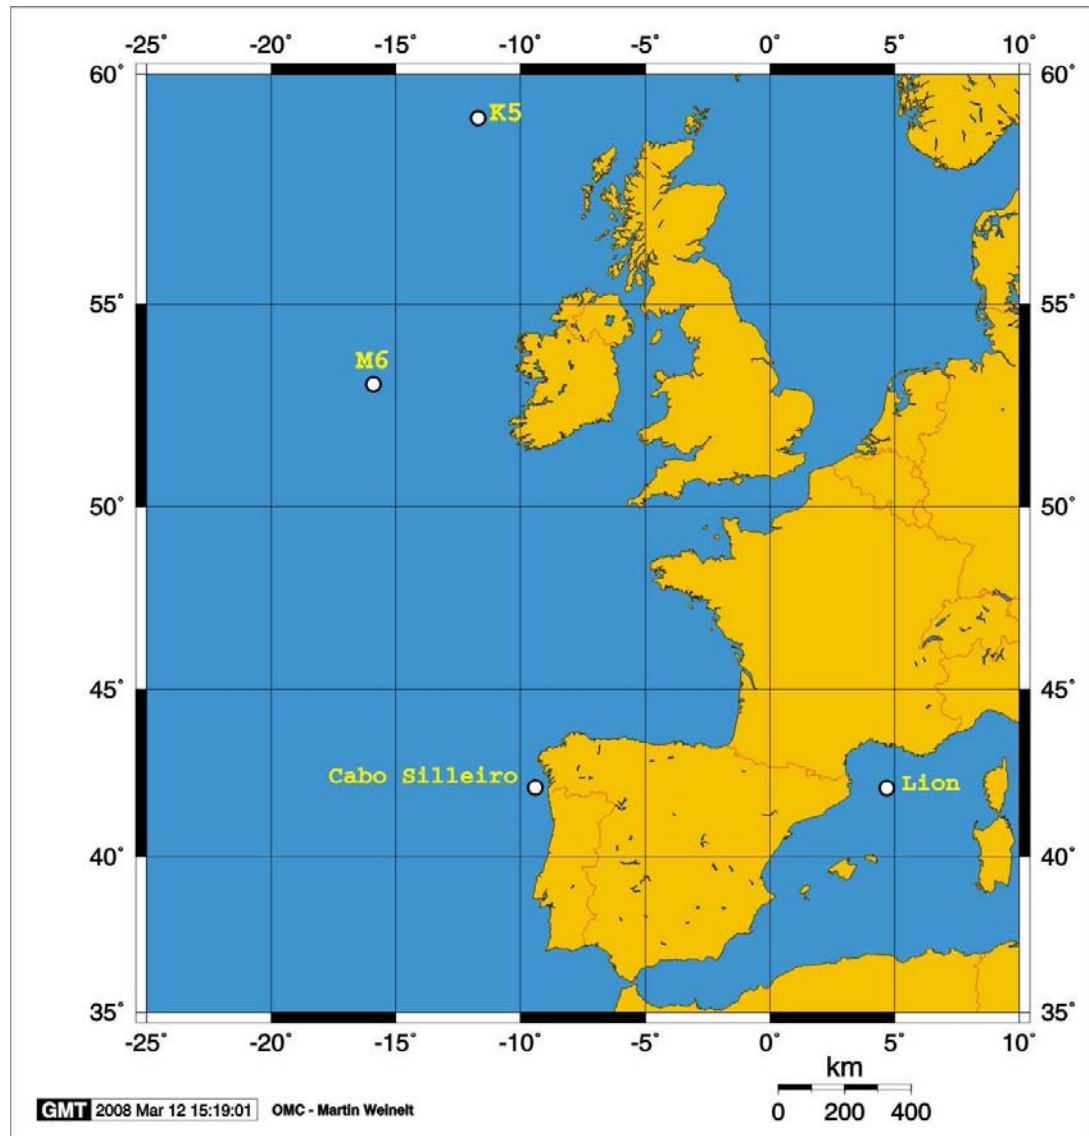 -25˚ -20˚ -15˚ -10˚ -5˚ 0˚ 5˚ 10˚
60˚ 60˚
K5
55˚ 55˚
M6
50˚ 50˚
45˚ 45˚
Cabo Silleiro Lion
40˚ 40˚
35˚ 35˚
-25˚ -20˚ -15˚ -10˚ -5˚ 0˚ 5˚ 10˚
km
0 200 400
GMT 2008 Mar 12 15:19:01 OMC - Martin Weinelt